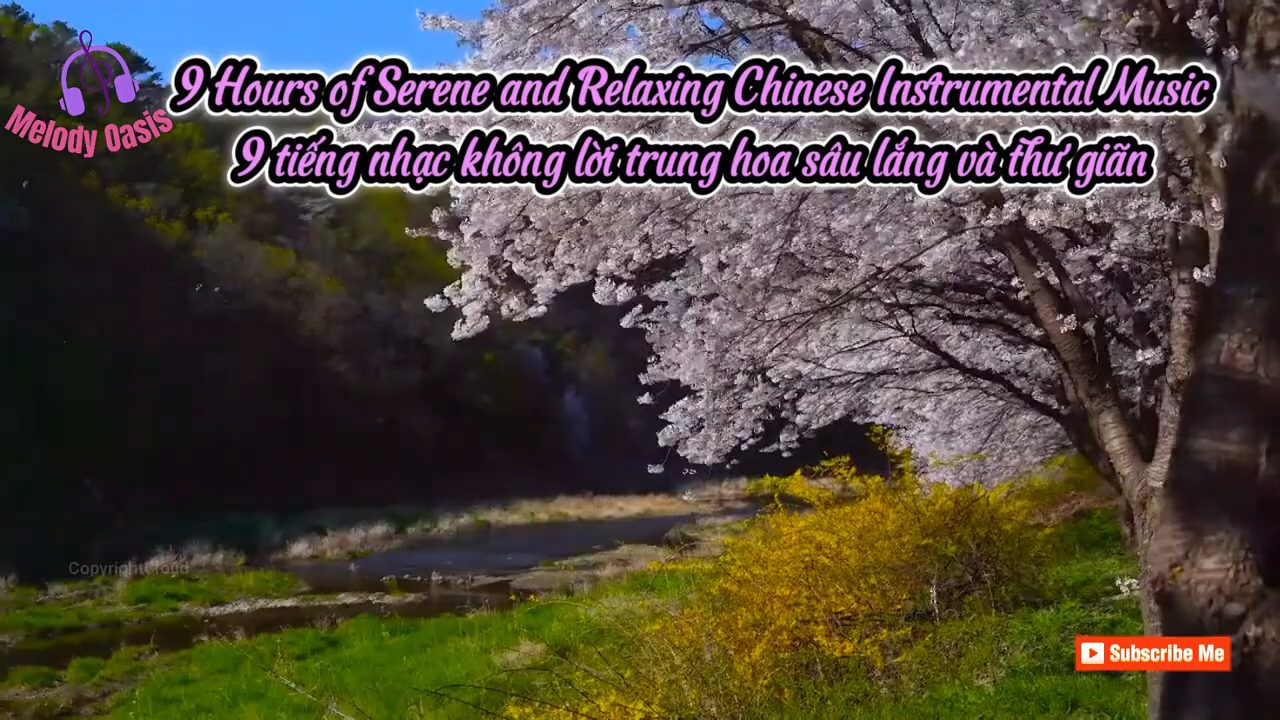 9 Hours of Serene and Relaxing Chinese Instrumental Music
9 tiếng nhạc không lời trung hoa sâu lắng và thư giãn
Melody Oasis
CopyrightCloud
Subscribe Me